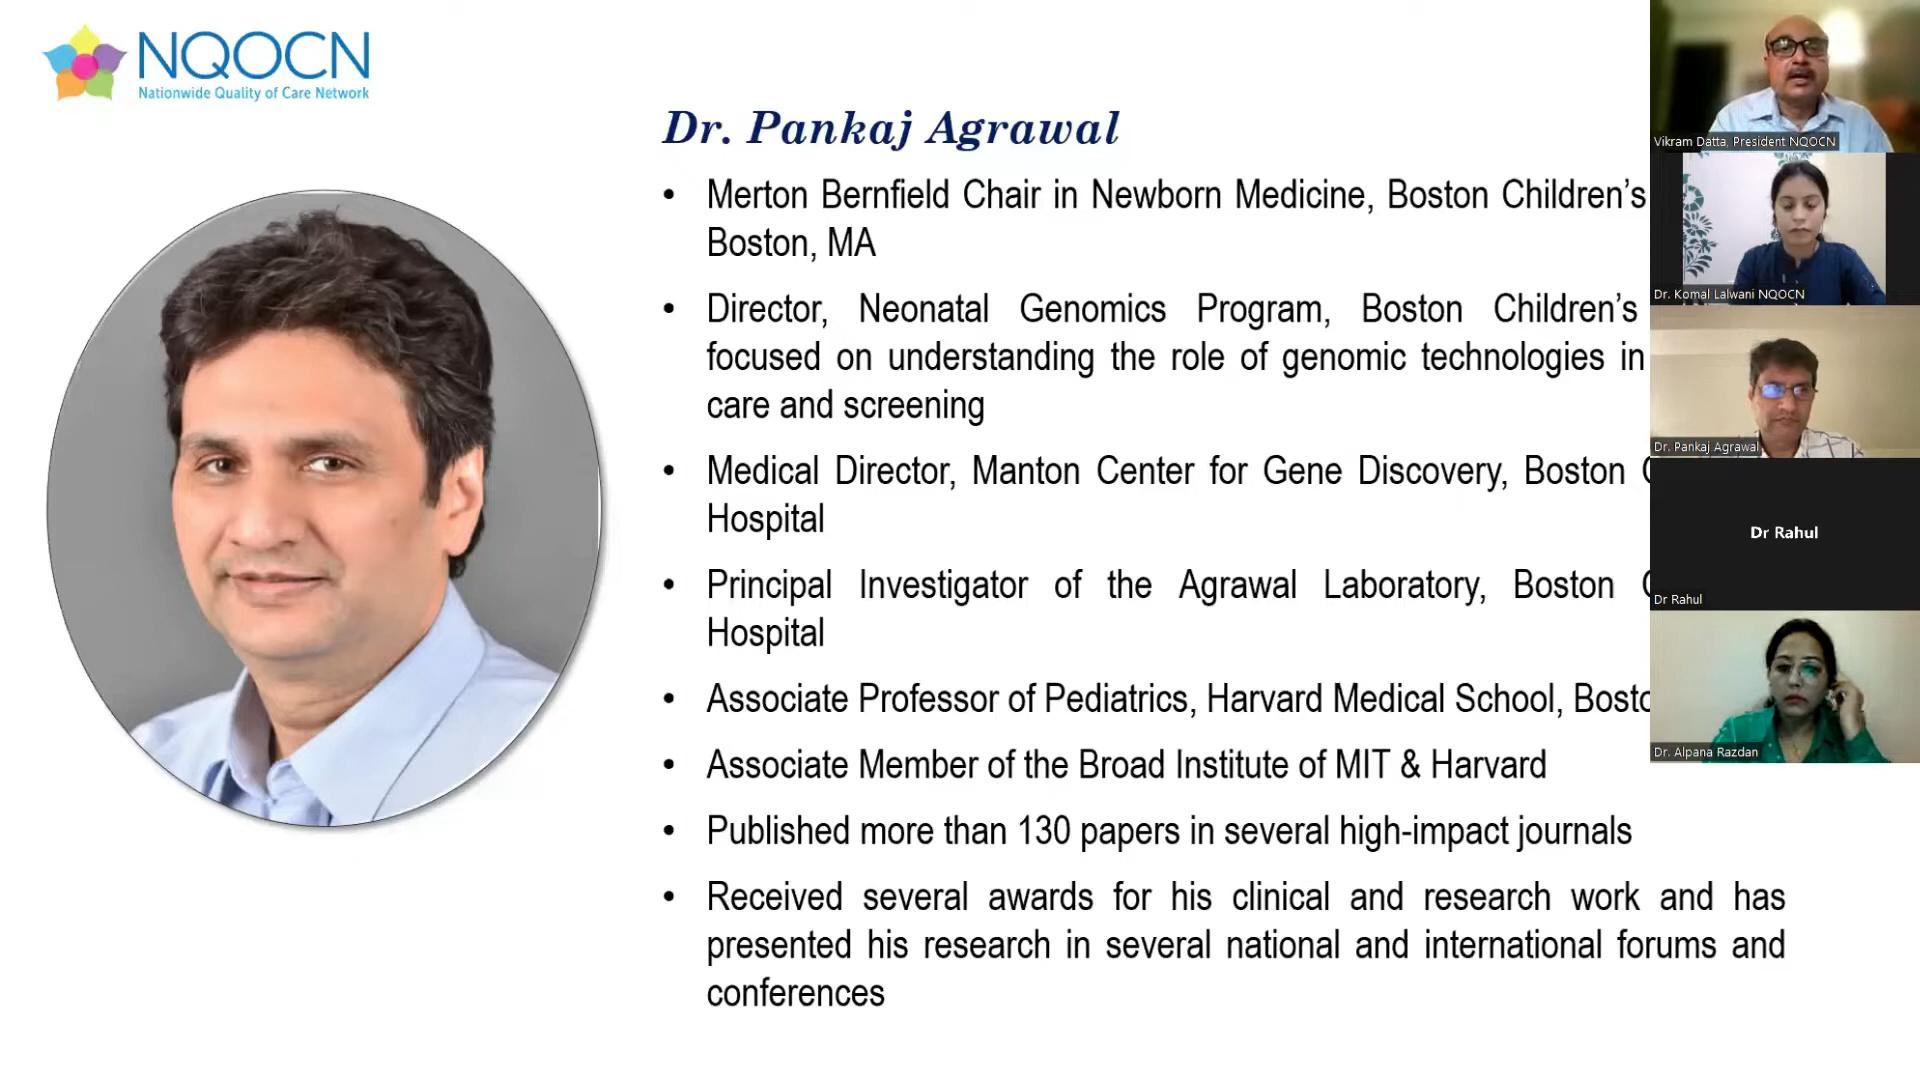 NQOCN
Nationwide Quality of Care Network
Dr. Pankaj Agrawal
• Merton Bernfield Chair in Newborn Medicine, Boston Children’s
Boston, MA
• Director, Neonatal Genomics Program, Boston Children’s
focused on understanding the role of genomic technologies in
care and screening
• Medical Director, Manton Center for Gene Discovery, Boston
Hospital
• Principal Investigator of the Agrawal Laboratory, Boston
Hospital
• Associate Professor of Pediatrics, Harvard Medical School,
• Associate Member of the Broad Institute of MIT & Harvard
• Published more than 130 papers in several high-impact journals
• Received several awards for his clinical and research work and has
presented his research in several national and international forums and
conferences
Vikram Datta, President NQOCN
Dr. Komal Lalwani NQOCN
Dr. Pankaj Agrawal
Dr Rahul
Dr Rahul
Dr. Alpana Razdan